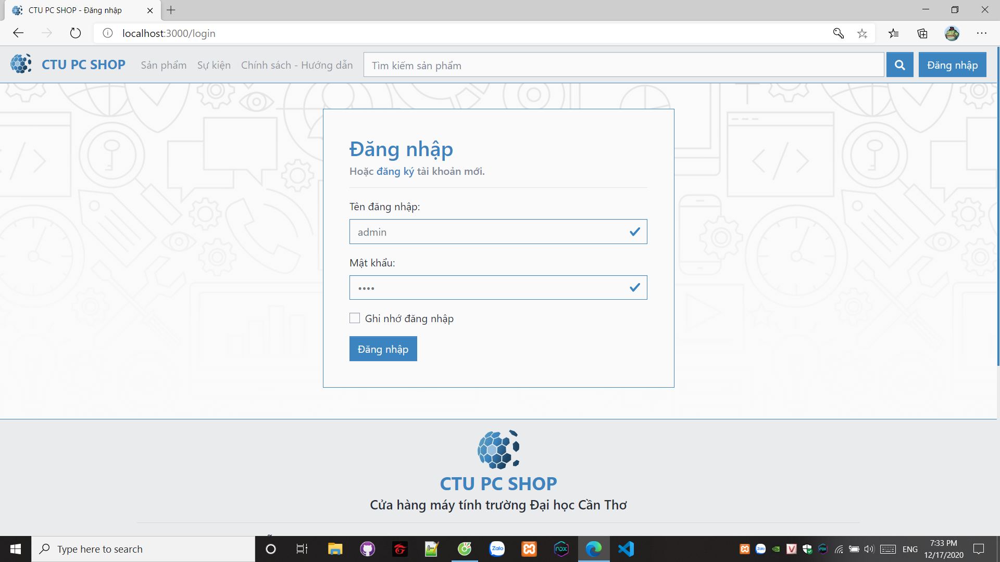 CTU PC SHOP - Đăng nhập
localhost:3000/login
CTU PC SHOP Sản phẩm Sự kiện Chính sách - Hướng dẫn Tìm kiếm sản phẩm Đăng nhập
Đăng nhập
Hoặc đăng ký tài khoản mới.
Tên đăng nhập:
admin
Mật khẩu:
••••
Ghi nhớ đăng nhập
Đăng nhập
CTU PC SHOP
Cửa hàng máy tính trường Đại học Cần Thơ
Type here to search
Zalo
nox
ENG
7:33 PM
12/17/2020